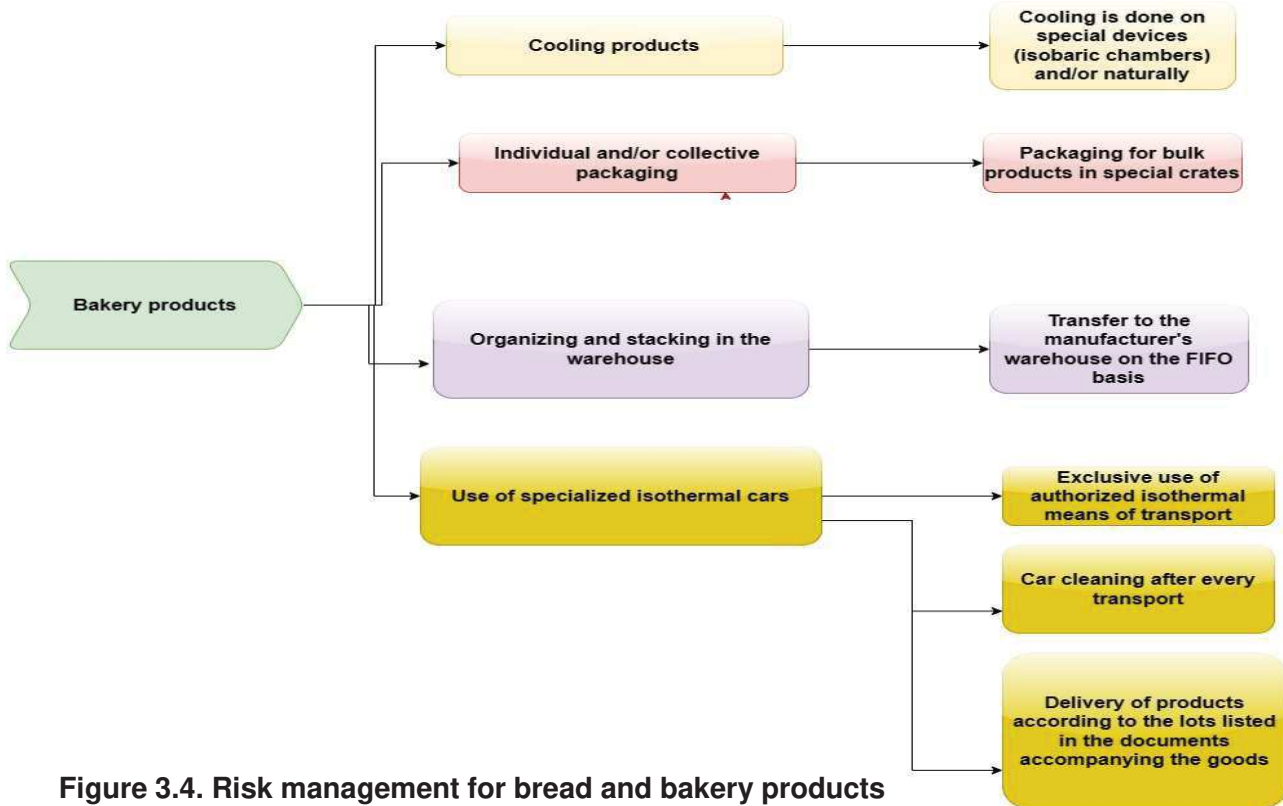 Cooling products
Cooling is done on
special devices
(isobaric chambers)
and/or naturally
Individual and/or collective
packaging
Packaging for bulk
products in special crates
Bakery products
Organizing and stacking in the
warehouse
Transfer to the
manufacturer's
warehouse on the FIFO
basis
Use of specialized isothermal cars
Exclusive use of
authorized isothermal
means of transport
Car cleaning after every
transport
Delivery of products
according to the lots listed
in the documents
accompanying the goods
Figure 3.4. Risk management for bread and bakery products